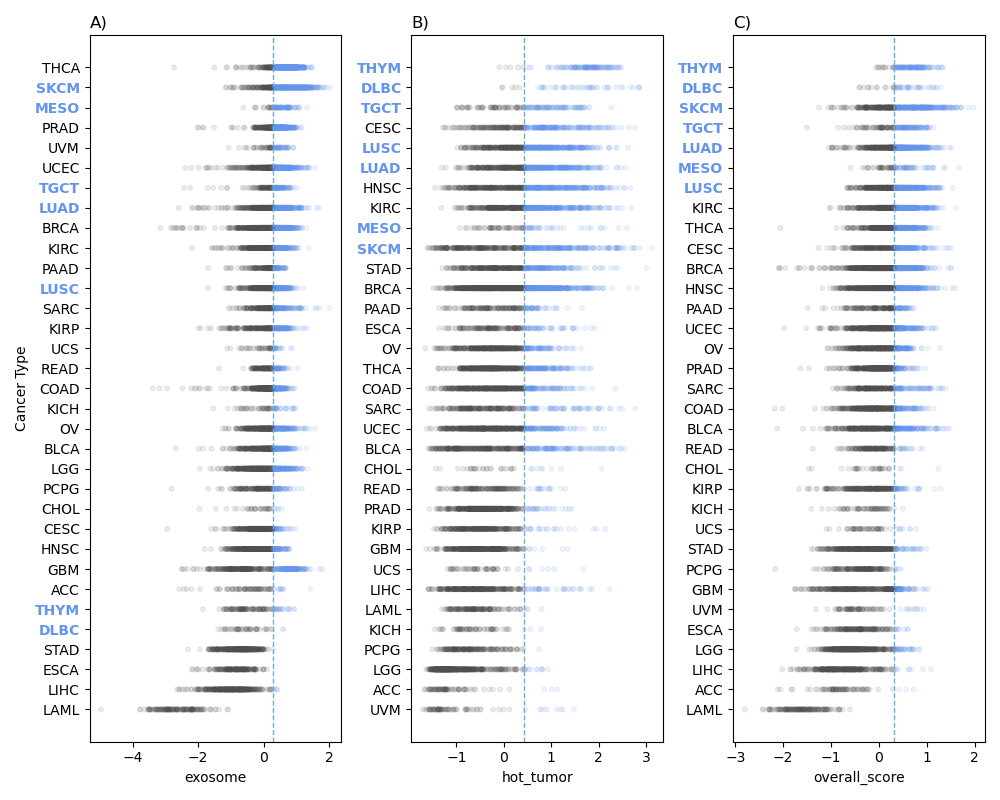 A)
B)
C)
Cancer Type
THCA
SKCM
MESO
PRAD
UVM
UCEC
TGCT
LUAD
BRCA
KIRC
PAAD
LUSC
SARC
KIRP
UCS
READ
COAD
KICH
OV
BLCA
LGG
PCPG
CHOL
CESC
HNSC
GBM
ACC
THYM
DLBC
STAD
ESCA
LIHC
LAML
−4
−2
0
2
exosome
THYM
DLBC
TGCT
CESC
LUSC
LUAD
HNSC
KIRC
MESO
SKCM
STAD
BRCA
PAAD
ESCA
OV
THCA
COAD
SARC
UCEC
BLCA
CHOL
READ
PRAD
KIRP
GBM
UCS
LIHC
LAML
KICH
PCPG
LGG
ACC
UVM
−1
0
1
2
3
hot_tumor
THYM
DLBC
SKCM
TGCT
LUAD
MESO
LUSC
KIRC
THCA
CESC
BRCA
HNSC
PAAD
UCEC
OV
PRAD
SARC
COAD
BLCA
READ
CHOL
KIRP
KICH
UCS
STAD
PCPG
GBM
UVM
ESCA
LGG
LIHC
ACC
LAML
−3
−2
−1
0
1
2
overall_score